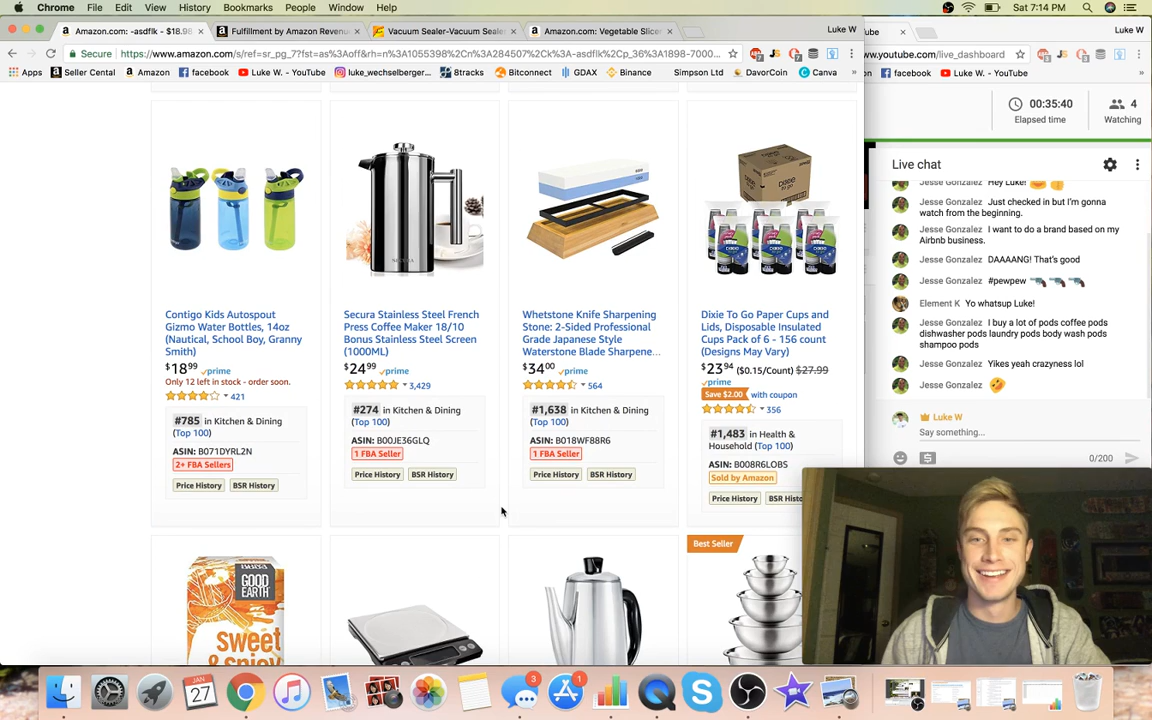 Chrome File Edit View History Bookmarks People Window Help
Sat 7:14 PM
Amazon.com: -asdflk - $18.98
Fulfillment by Amazon Revenu
Vacuum Sealer-Vacuum Seale
Amazon.com: Vegetable Slicer
Luke W
Secure https://www.amazon.com/s/ref=sr_pg_7?fst=as%3Aoff&rh=n%3A1055398%2Cn%3A284507%2Ck%3A-asdflk%2Cp_36%3A1898-7000...
Apps Seller Cental Amazon facebook Luke W. - YouTube luke_wechselberger... 8tracks Bitconnect GDAX Binance Simpson Ltd DavorCoin Canva
ube
Luke W
ww.youtube.com/live_dashboard
facebook Luke W. - YouTube
00:35:40
Elapsed time
4
Watching
Live chat
Jesse Gonzalez Hey Luke!
Jesse Gonzalez Just checked in but I'm gonna
watch from the beginning.
Jesse Gonzalez I want to do a brand based on my
Airbnb business.
Jesse Gonzalez DAAAANG! That's good
Jesse Gonzalez #pewpew
Element K Yo whatsup Luke!
Jesse Gonzalez I buy a lot of pods coffee pods
dishwasher pods laundry pods body wash pods
shampoo pods
Jesse Gonzalez Yikes yeah crazyness lol
Jesse Gonzalez
Luke W
Say something...
0/200
Contigo Kids Autospout
Gizmo Water Bottles, 14oz
(Nautical, School Boy, Granny
Smith)
$18.99 prime
Only 12 left in stock - order soon.
421
#785 in Kitchen & Dining
(Top 100)
ASIN: B071DYRL2N
2+ FBA Sellers
Price History BSR History
SECURA
Secura Stainless Steel French
Press Coffee Maker 18/10
Bonus Stainless Steel Screen
(1000ML)
$24.99 prime
3,429
#274 in Kitchen & Dining
(Top 100)
ASIN: B00JE36GLQ
1 FBA Seller
Price History BSR History
Whetstone Knife Sharpening
Stone: 2-Sided Professional
Grade Japanese Style
Waterstone Blade Sharpene...
$34.00 prime
564
#1,638 in Kitchen & Dining
(Top 100)
ASIN: B018WF88R6
1 FBA Seller
Price History BSR History
Dixie To Go Paper Cups and
Lids, Disposable Insulated
Cups Pack of 6 - 156 count
(Designs May Vary)
$23.94 ($0.15/Count) $27.99
prime
Save $2.00 with coupon
356
#1,483 in Health &
Household (Top 100)
ASIN: B008R6LOBS
Sold by Amazon
Price History BSR Histo
GOOD
EARTH
sweet
& spicy
Best Seller
JAN
27
3
1